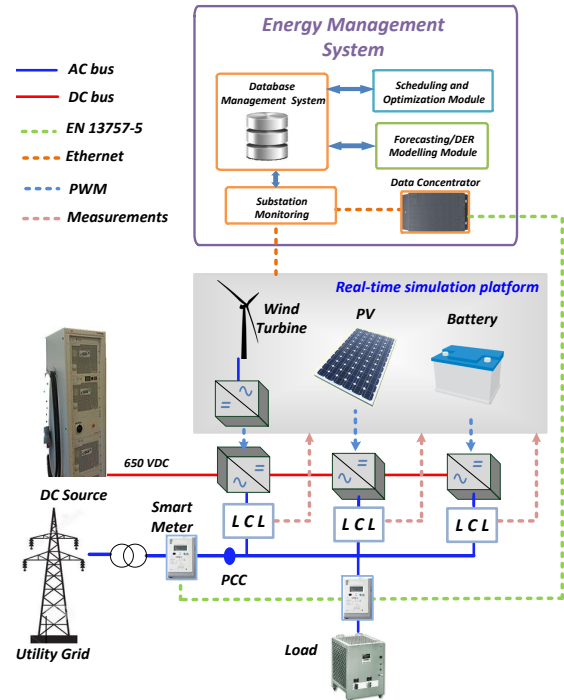 Energy Management
System
AC bus
DC bus
EN 13757-5
Ethernet
PWM
Measurements
Database
Management System
Scheduling and
Optimization Module
Forecasting/DER
Modelling Module
Substation
Monitoring
Data Concentrator
Real-time simulation platform
Wind
Turbine
PV
Battery
650 VDC
DC Source
L C L
L C L
L C L
Smart
Meter
PCC
Utility Grid
Load